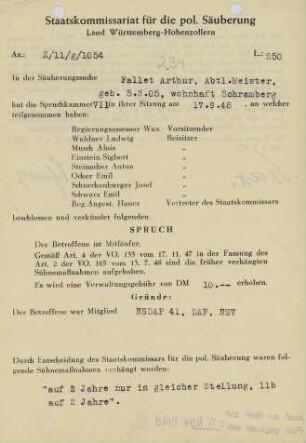 Staatskommissariat für die pol. Säuberung
Land Württemberg-Hohenzollern
Az.: Z/11/g/1054
L: 250
In der Säuberungssache Fallet Arthur, Abtl.Meister,
geb. 5.3.05, wohnhaft Schramberg
hat die Spruchkammer VII in ihrer Sitzung am 17.9.48, an welcher
teilgenommen haben:
Regierungsassessor Wax Vorsitzender
Waldner Ludwig Beisitzer
Musch Alois "
Einstein Sigbert "
Steinacher Anton "
Ocker Emil "
Schneckenburger Josef "
Schwarz Emil "
Reg.Angest. Hauer Vertreter des Staatskommissars
beschlossen und verkündet folgenden
SPRUCH
Der Betroffene ist Mitläufer.
Gemäß Art. 4 der VO. 133 vom 17. 11. 47 in der Fassung des
Art. 2 der VO. 165 vom 13. 7. 48 sind die früher verhängten
Sühnemaßnahmen aufgehoben.
Es wird eine Verwaltungsgebühr von DM 10.-- erhoben.
Gründe:
Der Betroffene war Mitglied NSDAP 41, DAF, NSV
Durch Entscheidung des Staatskommissars für die pol. Säuberung waren folgende Sühnemaßnahmen verhängt worden:
"auf 2 Jahre nur in gleicher Stellung, 11b
auf 2 Jahre".